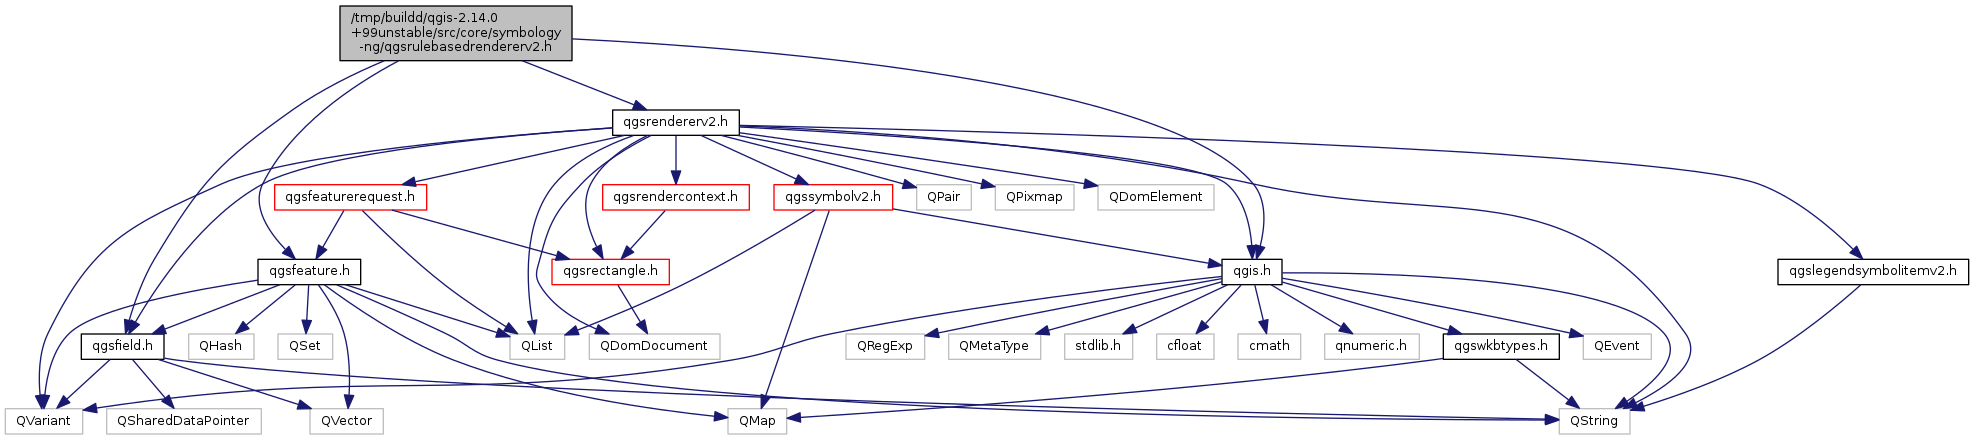 /tmp/buildd/qgis-2.14.0
+99unstable/src/core/symbology
-ng/qgsrulebasedrendererv2.h
qgsrendererv2.h
qgsfeaturerequest.h
qgsrendercontext.h
qgssymbolv2.h
QPair
QPixmap
QDomElement
qgsfeature.h
qgsrectangle.h
qgis.h
qgslegendsymbolitemv2.h
qgsfield.h
QHash
QSet
QList
QDomDocument
QRegExp
QMetaType
stdlib.h
cfloat
cmath
qnumeric.h
qgswkbtypes.h
QEvent
QVariant
QSharedDataPointer
QVector
QMap
QString